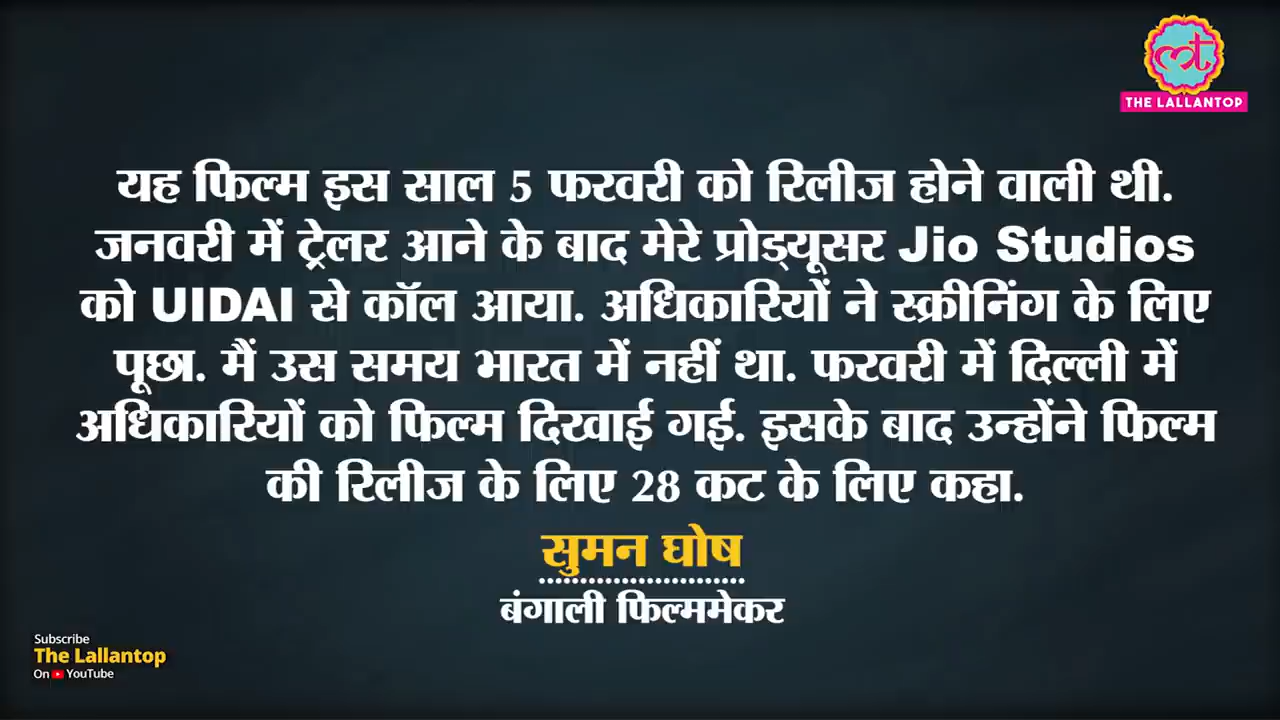 mt
THE LALLANTOP
यह फिल्म इस साल 5 फरवरी को रिलीज होने वाली थी.
जनवरी में ट्रेलर आने के बाद मेरे प्रोड्यूसर Jio Studios
को UIDAI से कॉल आया. अधिकारियों ने स्क्रीनिंग के लिए
पूछा. मैं उस समय भारत में नहीं था. फरवरी में दिल्ली में
अधिकारियों को फिल्म दिखाई गई. इसके बाद उन्होंने फिल्म
की रिलीज के लिए 28 कट के लिए कहा.
सुमन घोष
बंगाली फिल्ममेकर
Subscribe
The Lallantop
On YouTube